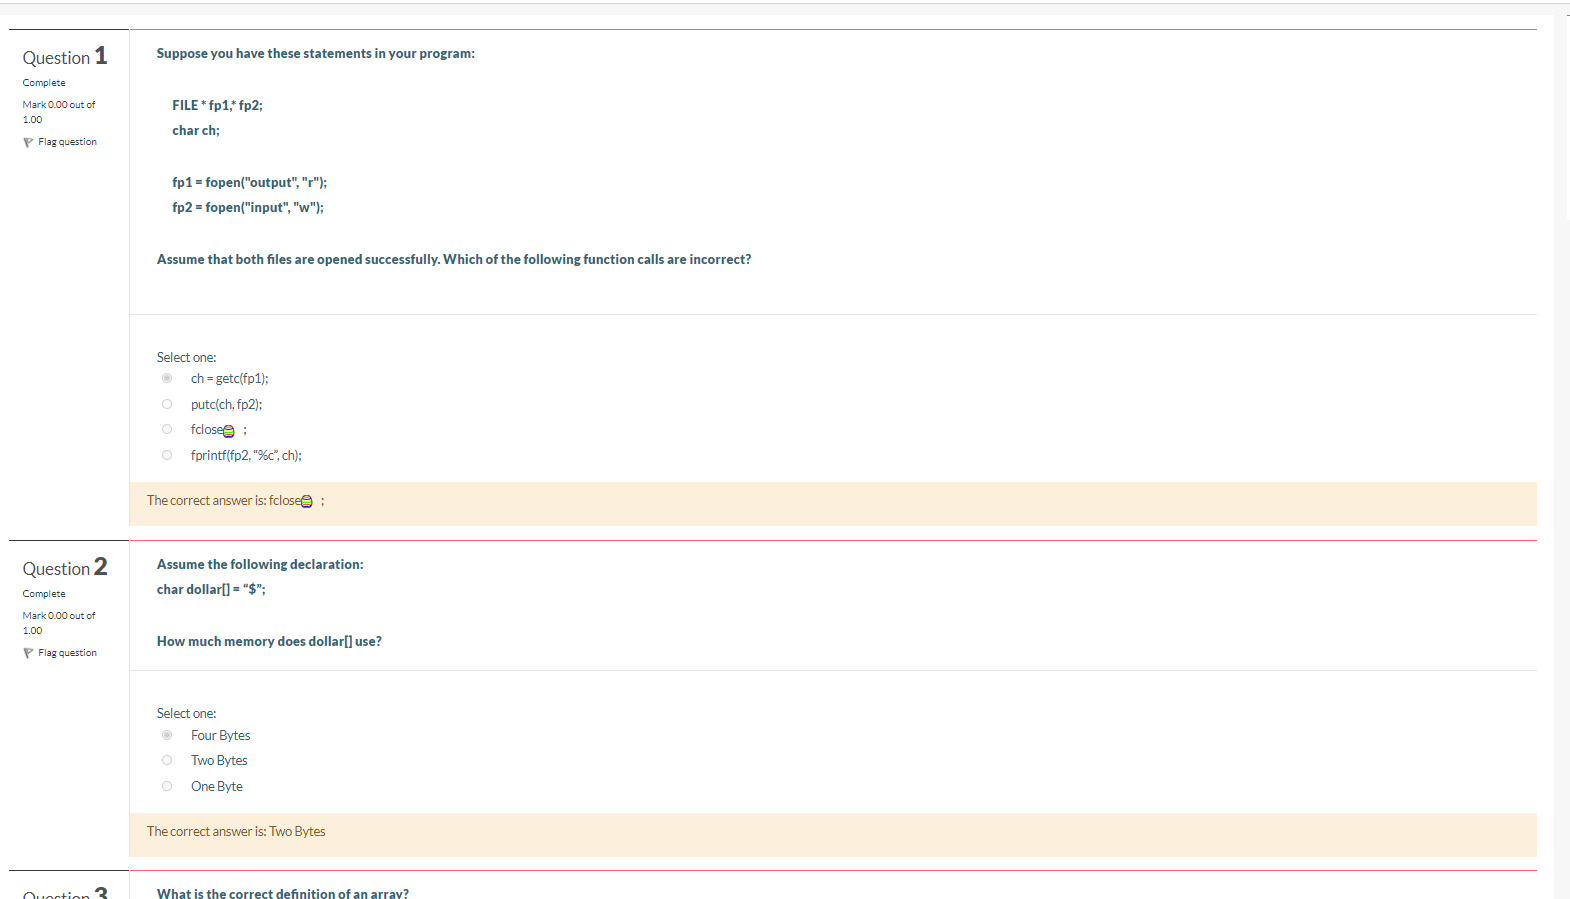 Question 1
Complete
Mark 0.00 out of
1.00
Flag question
Suppose you have these statements in your program:
FILE * fp1,* fp2;
char ch;
fp1 = fopen("output", "r");
fp2 = fopen("input", "w");
Assume that both files are opened successfully. Which of the following function calls are incorrect?
Select one:
ch = getc(fp1);
putc(ch, fp2);
fclose ;
fprintf(fp2, “%c”, ch);
The correct answer is: fclose ;
Question 2
Complete
Mark 0.00 out of
1.00
Flag question
Assume the following declaration:
char dollar[] = “$”;
How much memory does dollar[] use?
Select one:
Four Bytes
Two Bytes
One Byte
The correct answer is: Two Bytes
Question 3
What is the correct definition of an array?